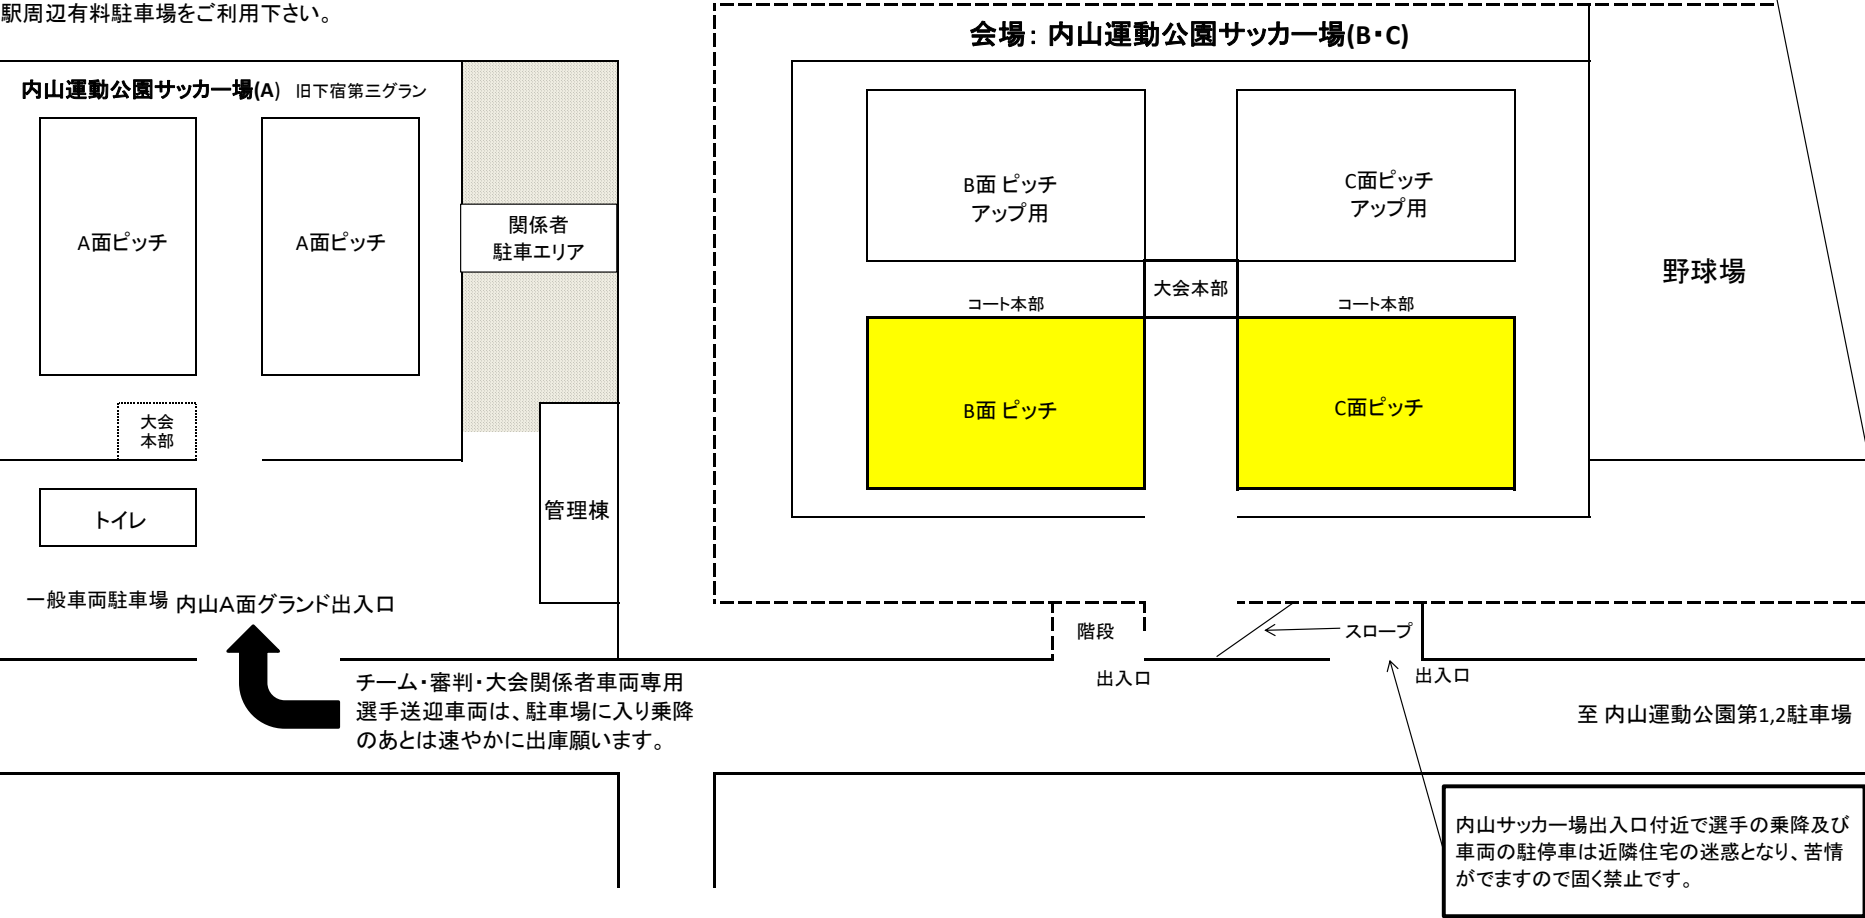 駅周辺有料駐車場をご利用下さい。
会場: 内山運動公園サッカー場(B・C)
内山運動公園サッカー場(A) 旧下宿第三グラン
A面ピッチ
A面ピッチ
関係者
駐車エリア
B面 ピッチ
アップ用
C面ピッチ
アップ用
野球場
大会本部
コート本部
コート本部
B面 ピッチ
C面ピッチ
大会
本部
トイレ
管理棟
一般車両駐車場
内山A面グランド出入口
階段
スロープ
出入口
出入口
チーム・審判・大会関係者車両専用
選手送迎車両は、駐車場に入り乗降
のあとは速やかに出庫願います。
至 内山運動公園第1,2駐車場
内山サッカー場出入口付近で選手の乗降及び
車両の駐停車は近隣住宅の迷惑となり、苦情
がでますので固く禁止です。